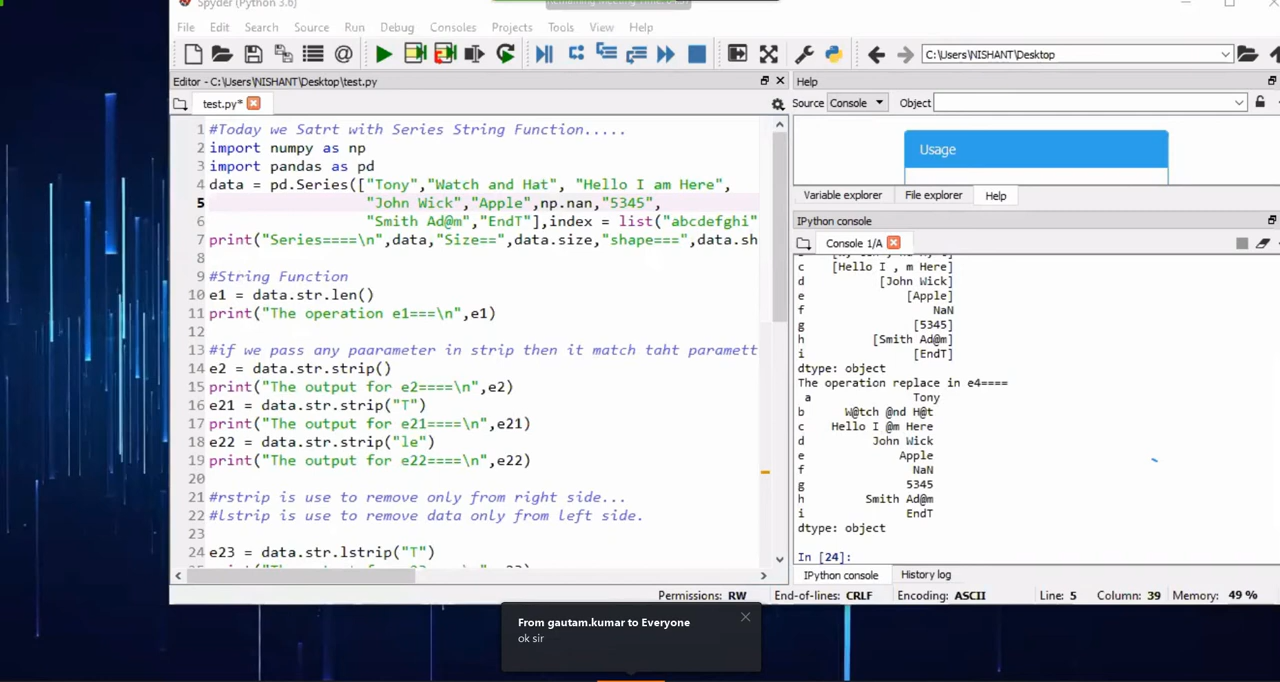 Spyder (Python 3.6)
File Edit Search Source Run Debug Consoles Projects Tools View Help
C:\Users\NISHANT\Desktop
Editor - C:\Users\NISHANT\Desktop\test.py
test.py*
1 #Today we Satrt with Series String Function.....
2 import numpy as np
3 import pandas as pd
4 data = pd.Series(["Tony","Watch and Hat", "Hello I am Here",
5 "John Wick","Apple",np.nan,"5345",
6 "Smith Ad@m","EndT"],index = list("abcdefghi"
7 print("Series====\n",data,"Size==",data.size,"shape===",data.sh
8
9 #String Function
10 e1 = data.str.len()
11 print("The operation e1===\n",e1)
12
13 #if we pass any paarameter in strip then it match taht paramett
14 e2 = data.str.strip()
15 print("The output for e2====\n",e2)
16 e21 = data.str.strip("T")
17 print("The output for e21====\n",e21)
18 e22 = data.str.strip("le")
19 print("The output for e22====\n",e22)
20
21 #rstrip is use to remove only from right side...
22 #lstrip is use to remove data only from left side.
23
24 e23 = data.str.lstrip("T")
Help
Source Console Object
Usage
Variable explorer File explorer Help
IPython console
Console 1/A
c [Hello I , m Here]
d [John Wick]
e [Apple]
f NaN
g [5345]
h [Smith Ad@m]
i [EndT]
dtype: object
The operation replace in e4====
a Tony
b W@tch @nd H@t
c Hello I @m Here
d John Wick
e Apple
f NaN
g 5345
h Smith Ad@m
i EndT
dtype: object
In [24]:
IPython console History log
Permissions: RW End-of-lines: CRLF Encoding: ASCII Line: 5 Column: 39 Memory: 49 %
From gautam.kumar to Everyone
ok sir